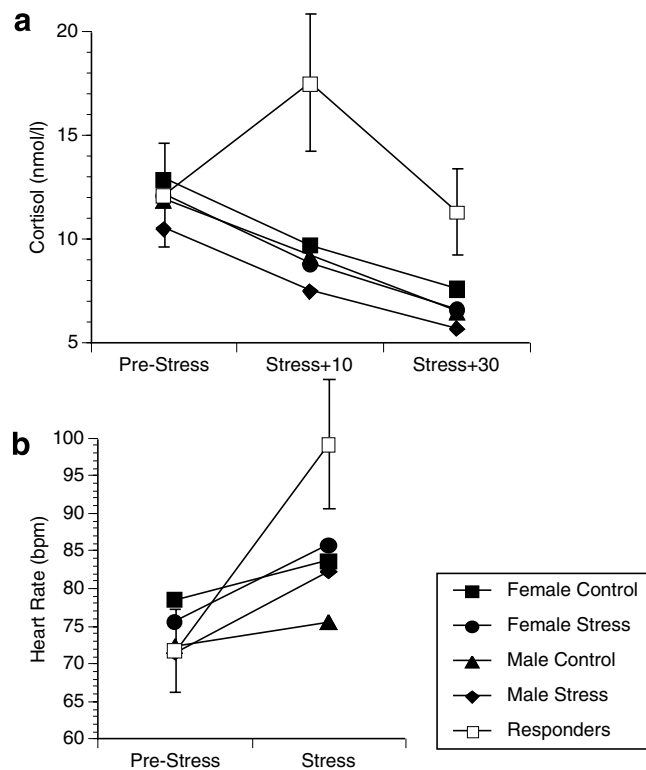 a
20
15
10
5
Cortisol (nmol/l)
Pre-Stress Stress+10 Stress+30
b
100
95
90
85
80
75
70
65
60
Heart Rate (bpm)
Pre-Stress Stress
Female Control
Female Stress
Male Control
Male Stress
Responders